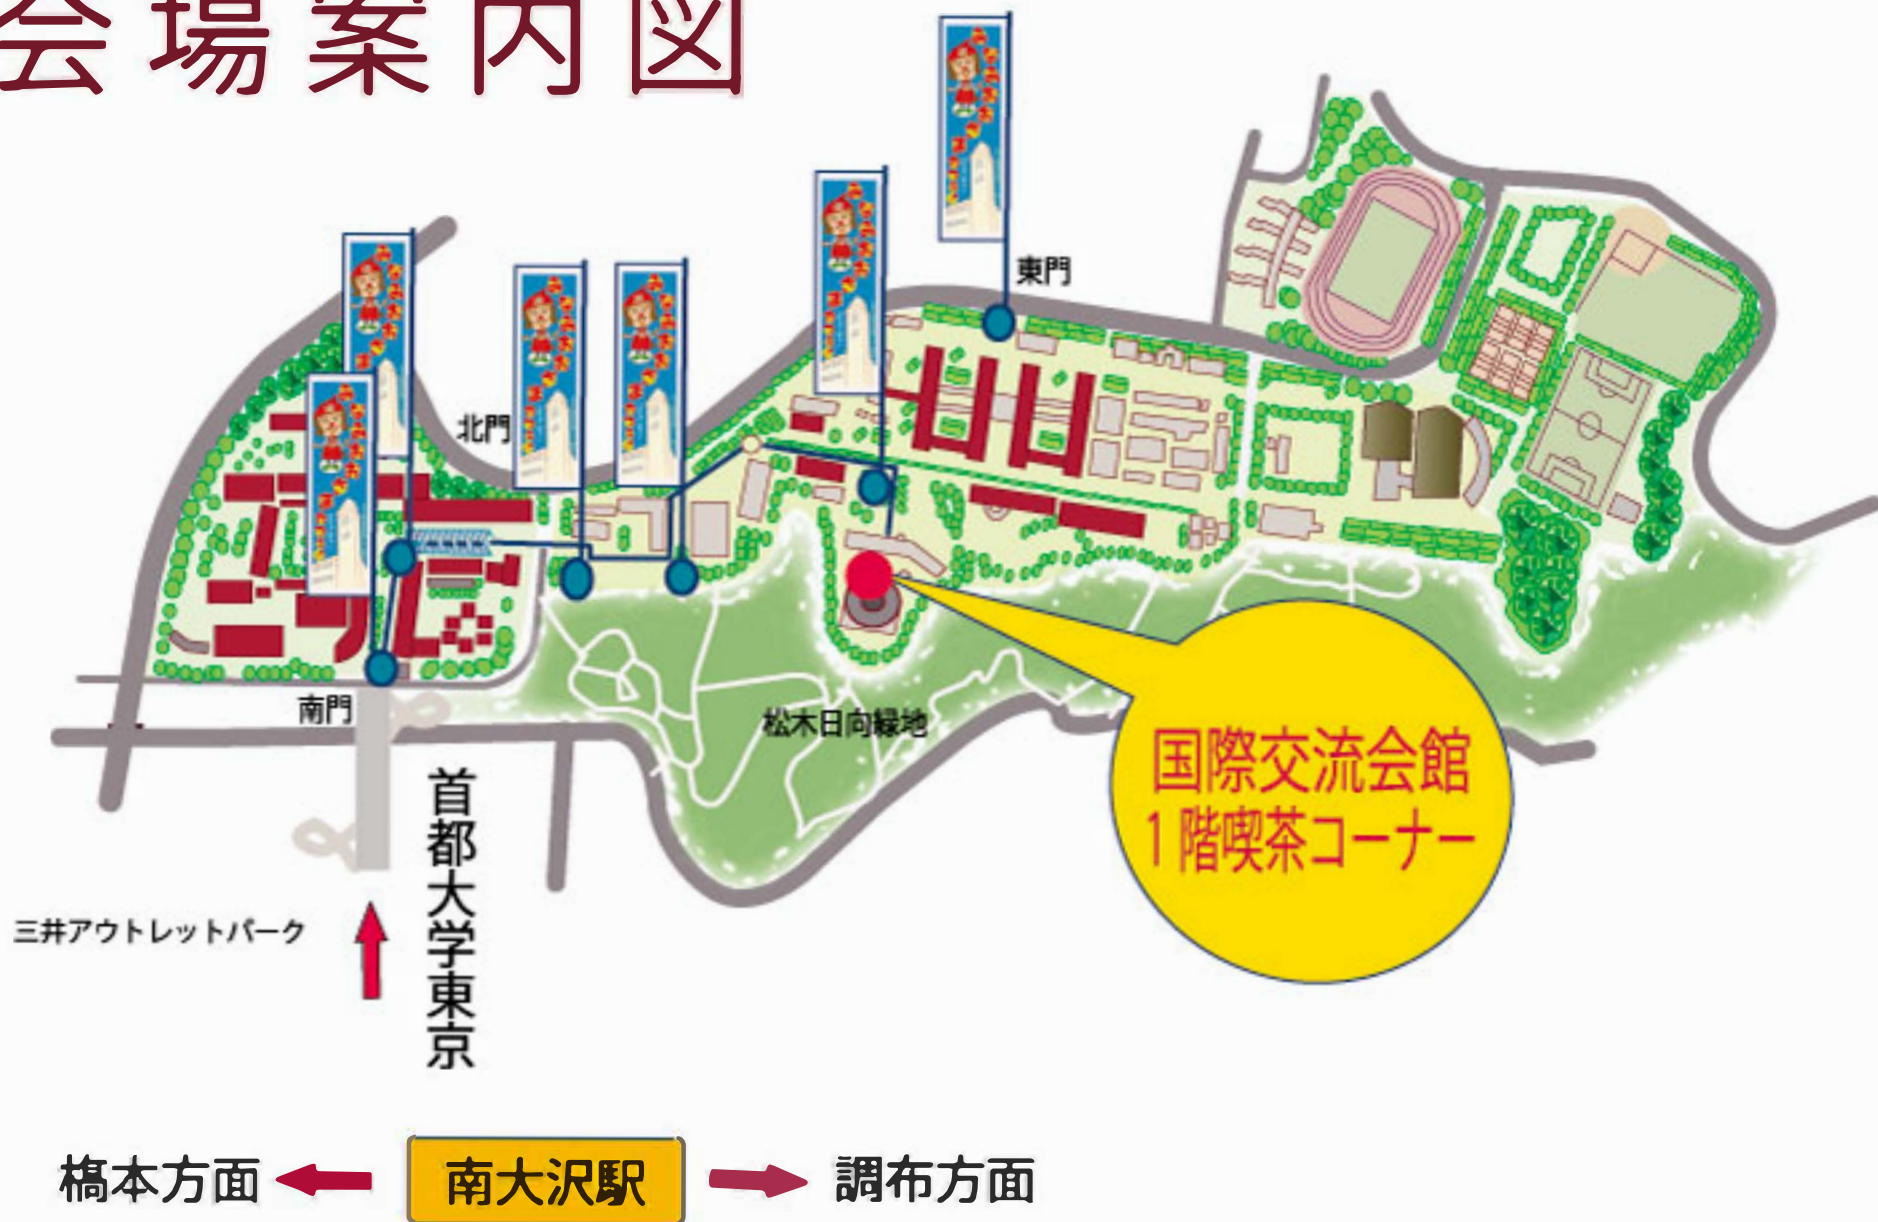 会場案内図
東門
北門
南門
松木日向緑地
国際交流会館
1階喫茶コーナー
首都大学東京
三井アウトレットパーク
橋本方面
南大沢駅
調布方面